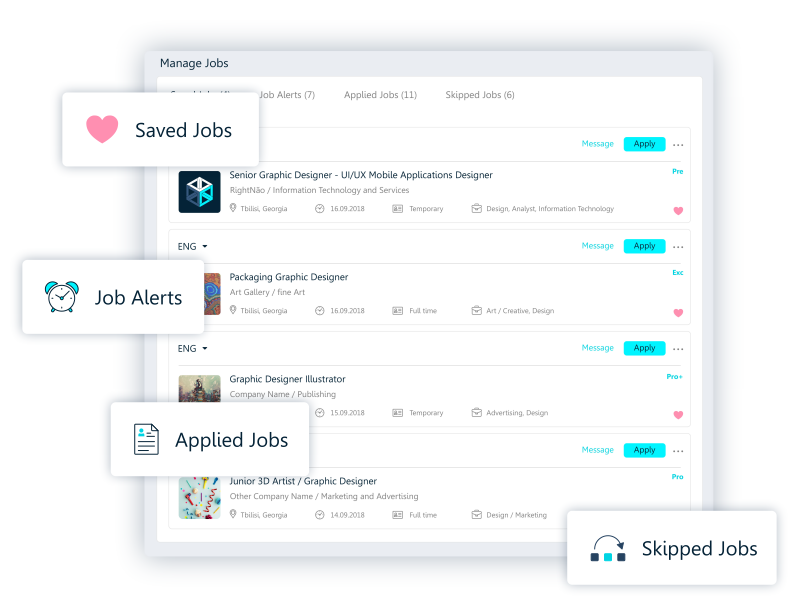 Manage Jobs
Job Alerts (7)
Applied Jobs (11)
Skipped Jobs (6)
Saved Jobs
Message
Apply
Pre
Senior Graphic Designer - UI/UX Mobile Applications Designer
RightNão / Information Technology and Services
Tbilisi, Georgia
16.09.2018
Temporary
Design, Analyst, Information Technology
ENG
Message
Apply
Exc
Job Alerts
Packaging Graphic Designer
Art Gallery / fine Art
Tbilisi, Georgia
16.09.2018
Full time
Art / Creative, Design
ENG
Message
Apply
Pro+
Graphic Designer Illustrator
Company Name / Publishing
15.09.2018
Temporary
Advertising, Design
Applied Jobs
Message
Apply
Pro
Junior 3D Artist / Graphic Designer
Other Company Name / Marketing and Advertising
Tbilisi, Georgia
14.09.2018
Full time
Design / Marketing
Skipped Jobs